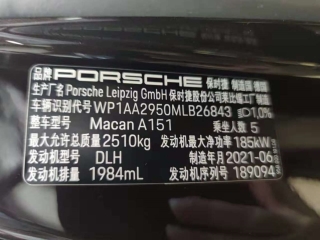 品牌 PORSCHE 保时捷 制造国 德国
生产厂名 Porsche Leipzig GmbH 保时捷股份公司莱比锡工厂 制造
车辆识别代号 WP1AA2950MLB26843 1,0%
整车型号 Macan A151 乘坐人数 5
最大允许总质量 2510kg 发动机最大净功率 185kW
发动机型号 DLH 制造年月 2021-06
发动机排量 1984mL 发动机序列号 189094